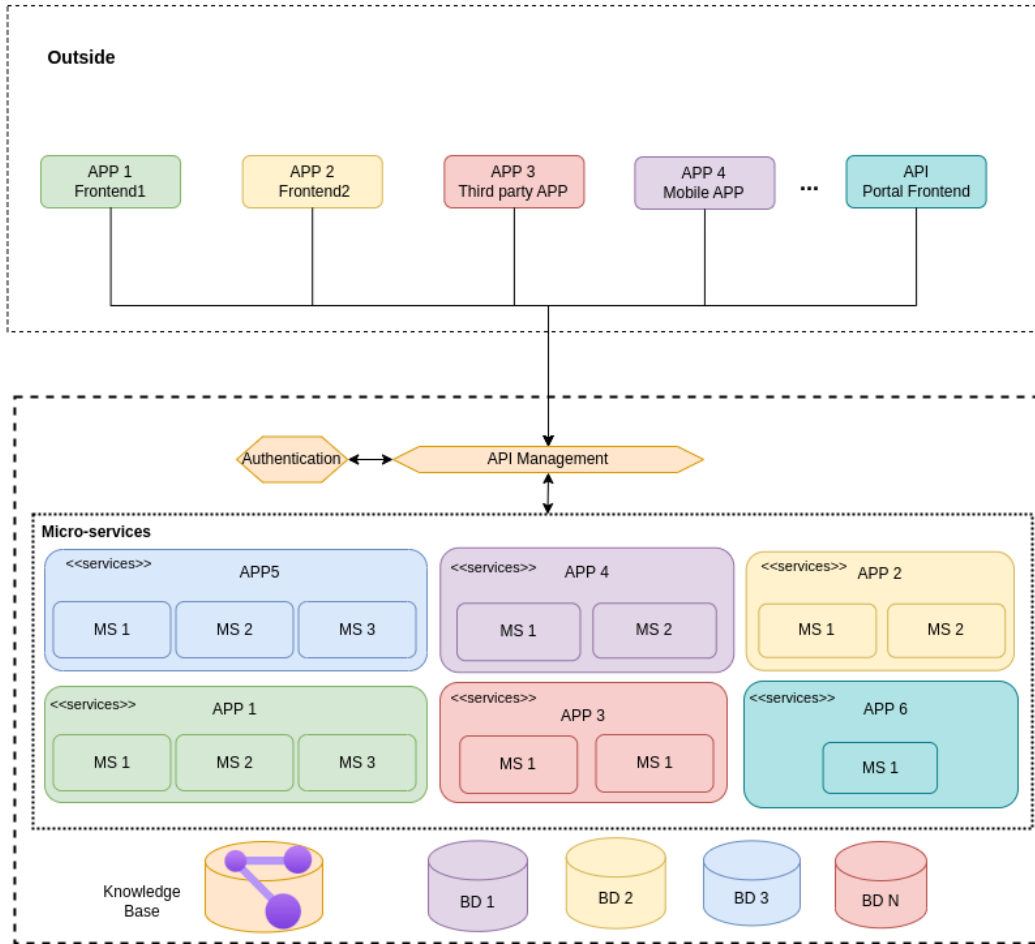 Outside
APP 1
Frontend1
APP 2
Frontend2
APP 3
Third party APP
APP 4
Mobile APP
...
API
Portal Frontend
Authentication
API Management
Micro-services
<<services>>
APP5
MS 1
MS 2
MS 3
<<services>>
APP 4
MS 1
MS 2
<<services>>
APP 2
MS 1
MS 2
<<services>>
APP 1
MS 1
MS 2
MS 3
<<services>>
APP 3
MS 1
MS 1
<<services>>
APP 6
MS 1
Knowledge
Base
BD 1
BD 2
BD 3
BD N